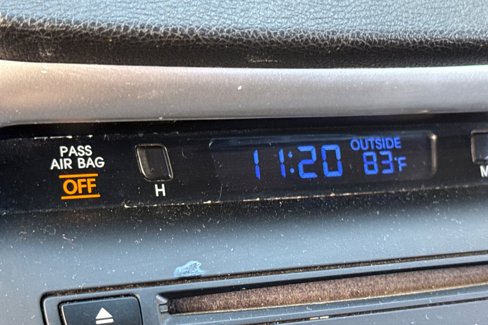 PASS
AIR BAG
OFF
H
11:20
OUTSIDE
83°F
M